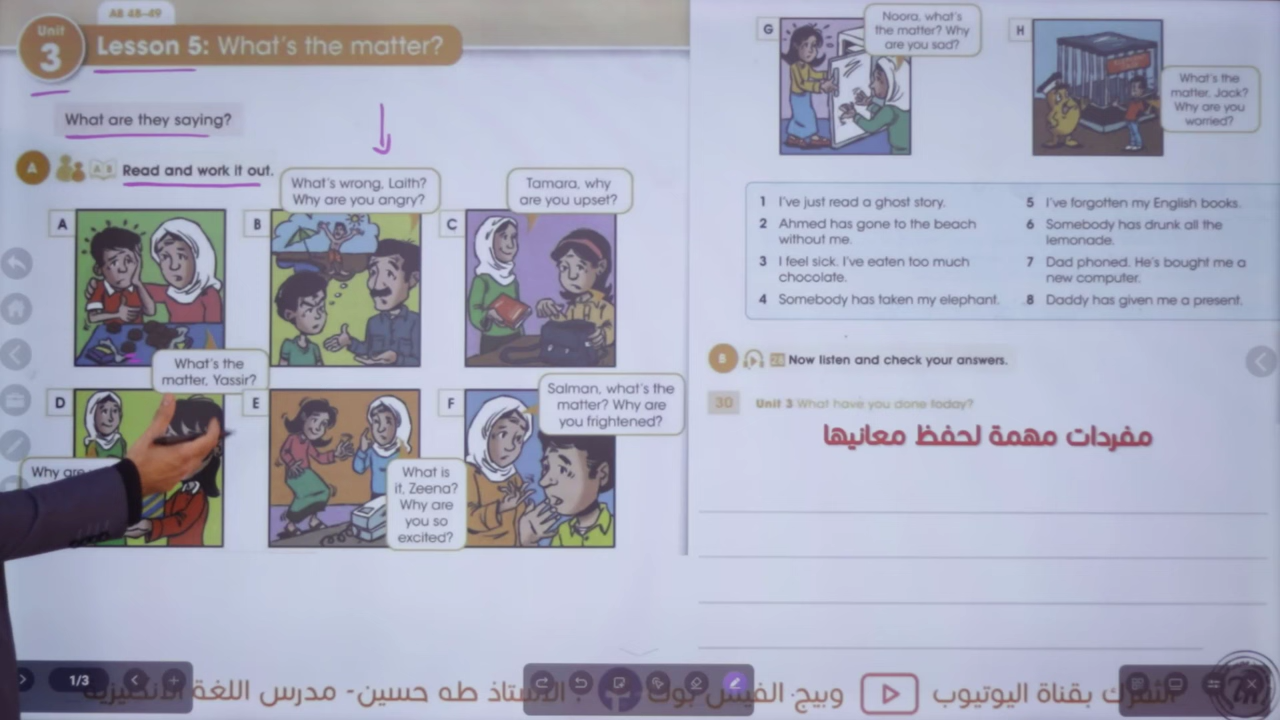 AB 48-49
Unit
3
Lesson 5: What's the matter?
What are they saying?
A
Read and work it out.
What's wrong, Laith?
Why are you angry?
Tamara, why
are you upset?
A
B
C
What's the
matter, Yassir?
D
E
F
Why are
What is
it, Zeena?
Why are
you so
excited?
Salman, what's the
matter? Why are
you frightened?
G
Noora, what's
the matter? Why
are you sad?
H
What's the
matter, Jack?
Why are you
worried?
1 I've just read a ghost story.
2 Ahmed has gone to the beach
without me.
3 I feel sick. I've eaten too much
chocolate.
4 Somebody has taken my elephant.
5 I've forgotten my English books.
6 Somebody has drunk all the
lemonade.
7 Dad phoned. He's bought me a
new computer.
8 Daddy has given me a present.
B
28
Now listen and check your answers.
30 Unit 3 What have you done today?
مفردات مهمة لحفظ معانيها
1/3
بقناة اليوتيوب
وبيج الفيس بوك
الاستاذ طه حسين- مدرس اللغة الانكليزية